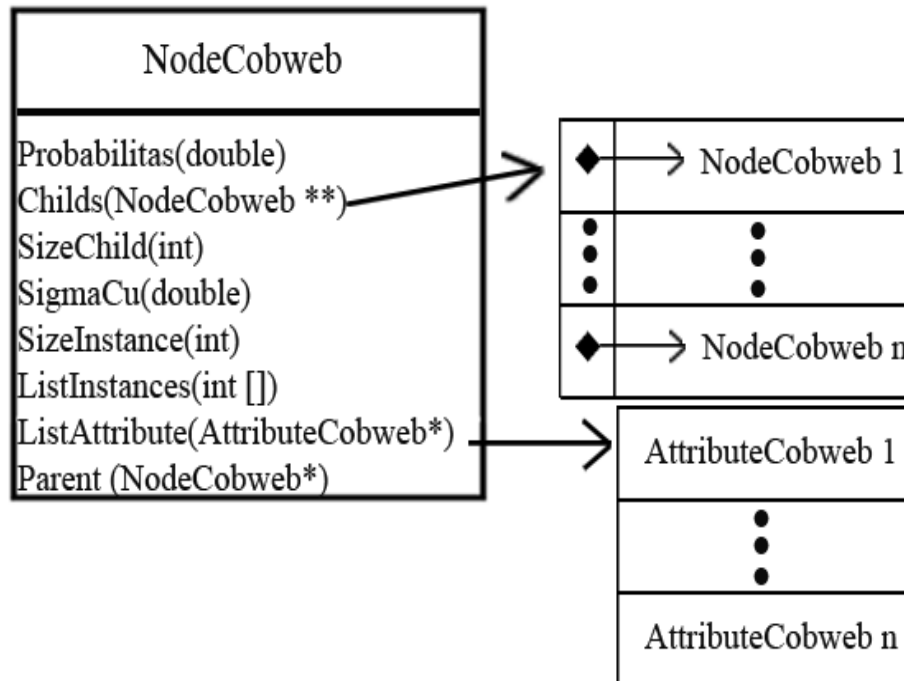 NodeCobweb
Probabilitas(double)
Childs(NodeCobweb **)
SizeChild(int)
SigmaCu(double)
SizeInstance(int)
ListInstances(int [])
ListAttribute(AttributeCobweb*)
Parent (NodeCobweb*)
NodeCobweb 1
NodeCobweb n
AttributeCobweb 1
AttributeCobweb n